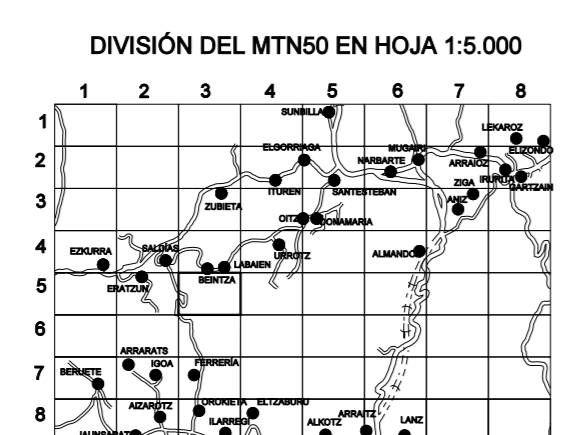 DIVISIÓN DEL MTN50 EN HOJA 1:5.000
1 2 3 4 5 6 7 8
1
SUNBILLA
LEKAROZ
2
ELGORRIAGA
MUGAIRI
ELIZONDO
NARBARTE
ARRAIOZ
IRURITA
ITUREN
SANTESTEBAN
ZIGA
GARTZAIN
3
ZUBIETA
ANIZ
OITZ
DONAMARIA
4
EZKURRA
SALDÍAS
URROTZ
ALMANDOZ
LABAIEN
5
ERATZUN
BEINTZA
6
ARRARATS
7
BERUETE
IGOA
FERRERÍA
8
AIZAROTZ
OROKIETA
ELTZABURU
ILARREGI
ALKOTZ
ARRAITZ
LANZ